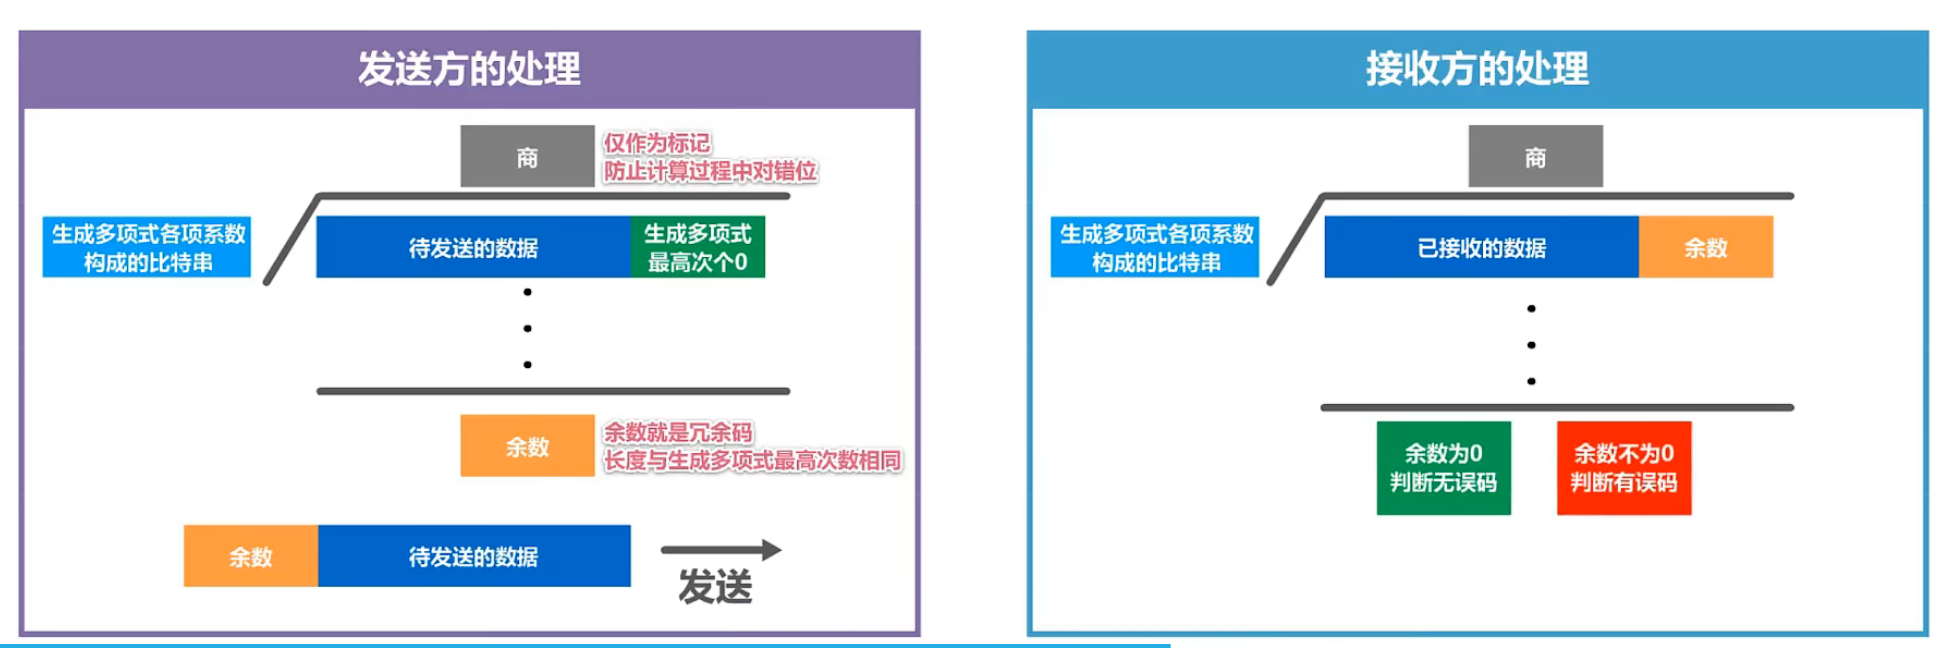 发送方的处理
商
仅作为标记
防止计算过程中对错位
生成多项式各项系数
构成的比特串
待发送的数据
生成多项式
最高次个0
余数
余数就是冗余码
长度与生成多项式最高次数相同
余数
待发送的数据
发送
接收方的处理
商
生成多项式各项系数
构成的比特串
已接收的数据
余数
余数为0
判断无误码
余数不为0
判断有误码